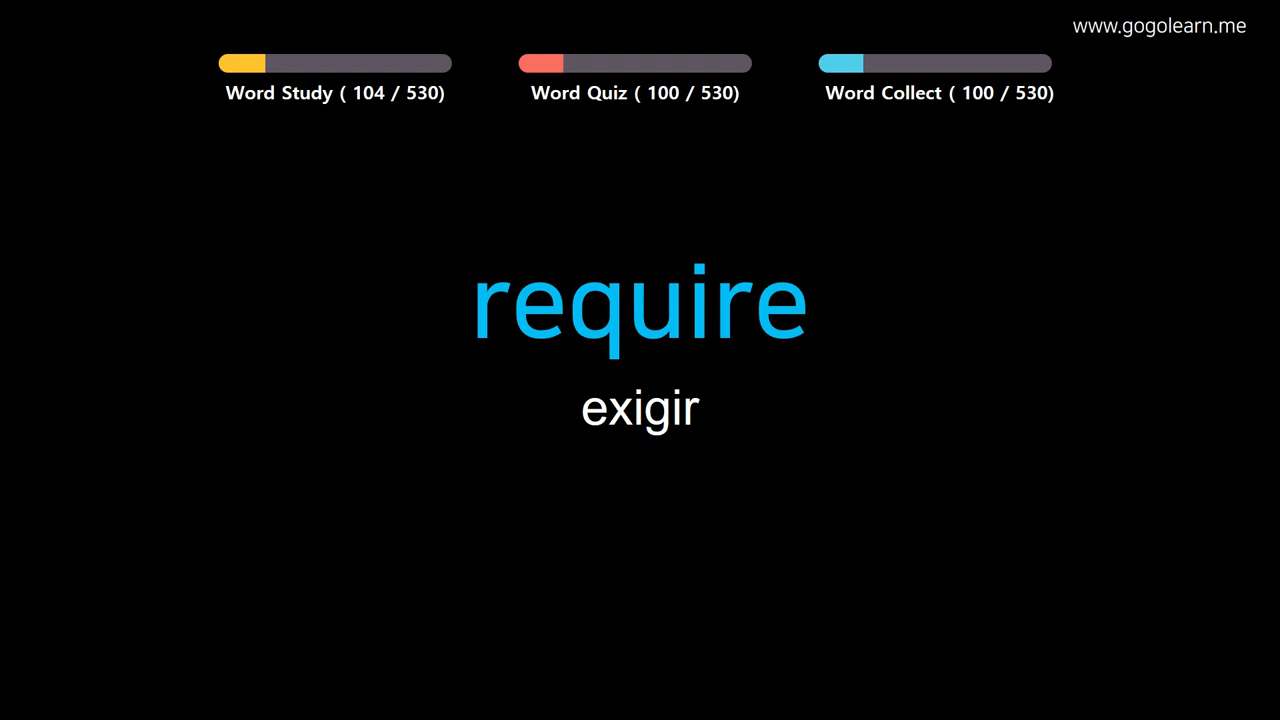 www.gogolearn.me
Word Study ( 104 / 530)
Word Quiz ( 100 / 530)
Word Collect ( 100 / 530)
require
exigir